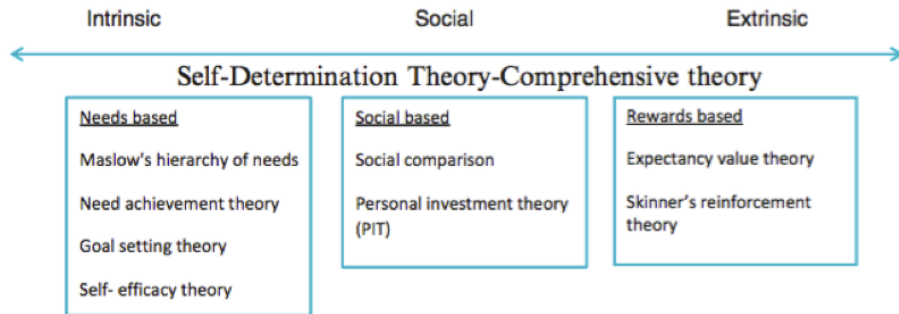 Intrinsic Social Extrinsic
Self-Determination Theory-Comprehensive theory
Needs based
Maslow's hierarchy of needs
Need achievement theory
Goal setting theory
Self- efficacy theory
Social based
Social comparison
Personal investment theory
(PIT)
Rewards based
Expectancy value theory
Skinner's reinforcement
theory